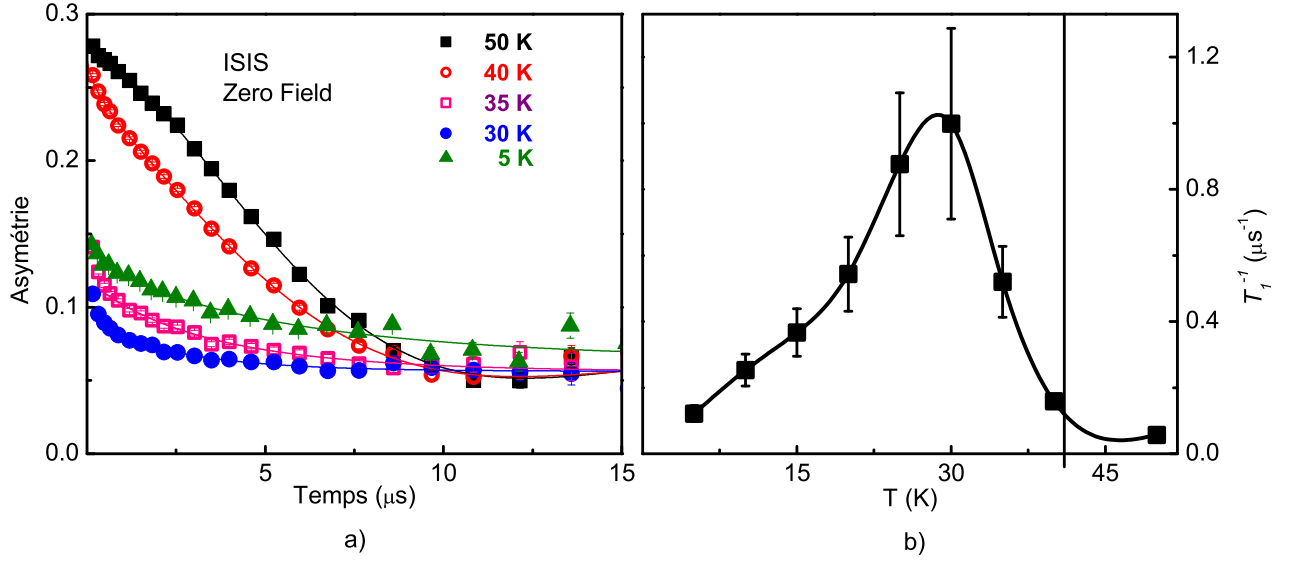 0.3
0.2
0.1
0.0
Asymétrie
ISIS
Zero Field
50 K
40 K
35 K
30 K
5 K
5
10
15
Temps (μs)
a)
1.2
0.8
0.4
0.0
T₁⁻¹ (μs⁻¹)
15
30
45
T (K)
b)